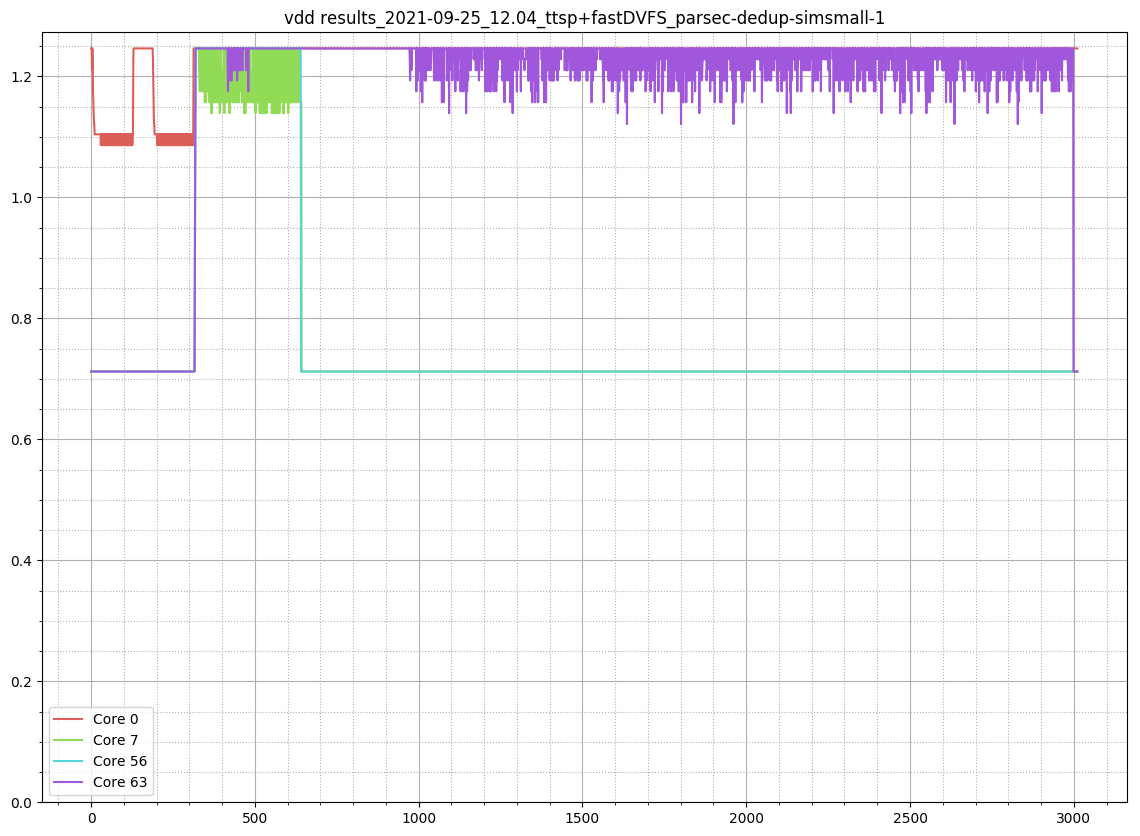 vdd results_2021-09-25_12.04_ttsp+fastDVFS_parsec-dedup-simsmall-1
1.2
1.0
0.8
0.6
0.4
0.2
0.0
Core 0
Core 7
Core 56
Core 63
0 500 1000 1500 2000 2500 3000